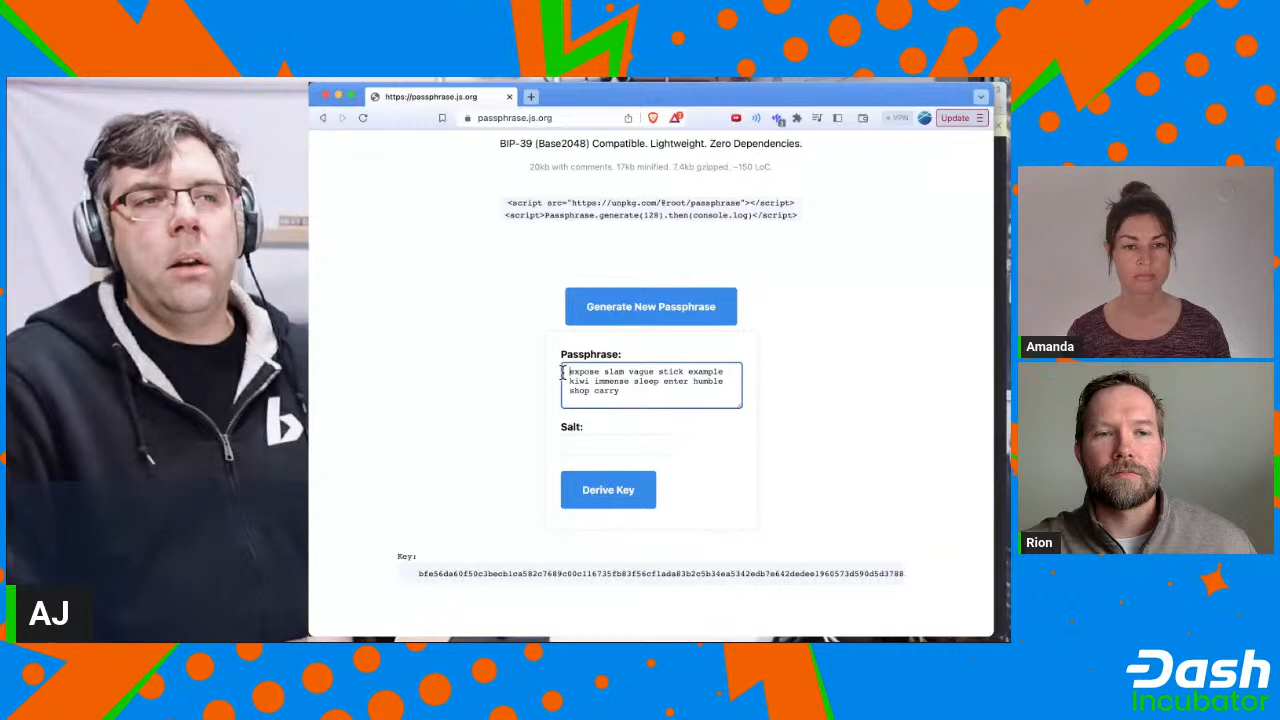 https://passphrase.js.org
passphrase.js.org
VPN
Update
BIP-39 (Base2048) Compatible. Lightweight. Zero Dependencies.
20kb with comments. 17kb minified. 7.4kb gzipped. ~150 LoC.
<script src="https://unpkg.com/@root/passphrase"></script>
<script>Passphrase.generate(128).then(console.log)</script>
Generate New Passphrase
Passphrase:
expose slam vague stick example
kiwi immense sleep enter humble
shop carry
Salt:
Derive Key
Key:
AJ
Amanda
Rion
Dash
Incubator